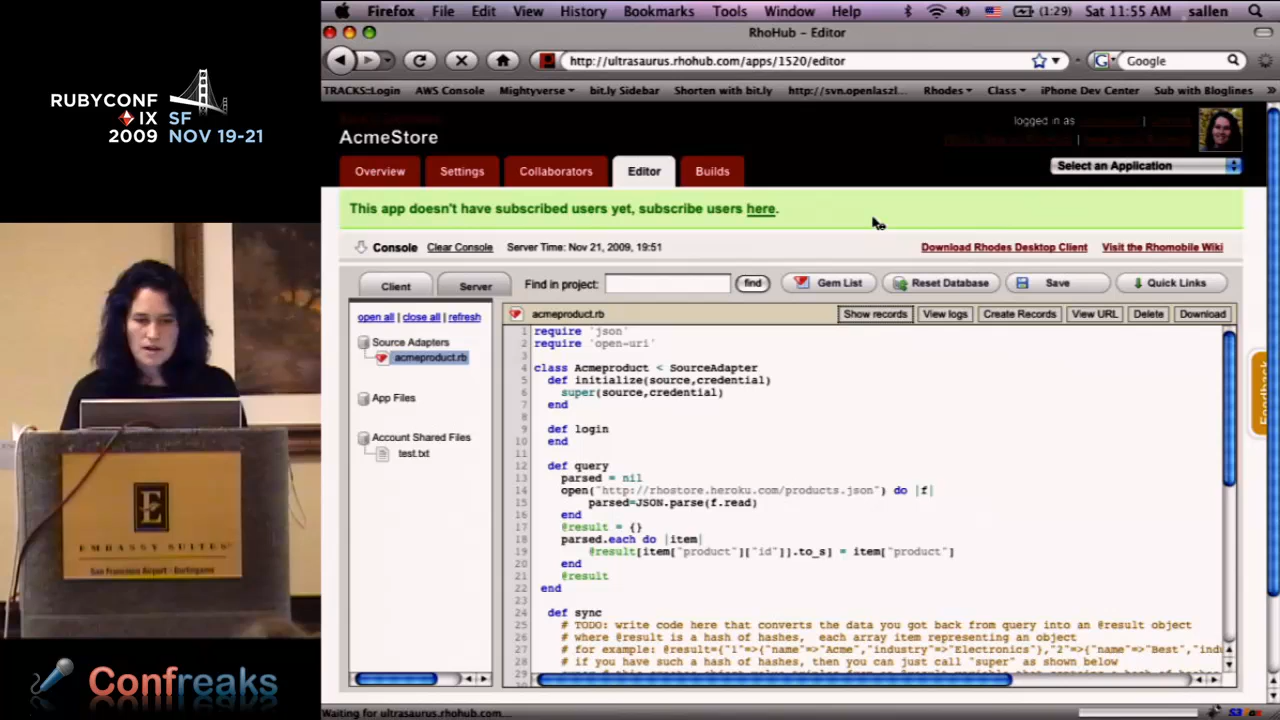 Firefox File Edit View History Bookmarks Tools Window Help (1:29) Sat 11:55 AM sallen
RhoHub - Editor
http://ultrasaurus.rhohub.com/apps/1520/editor
Google
TRACKS::Login AWS Console Mightyverse bit.ly Sidebar Shorten with bit.ly http://svn.openlaszl... Rhodes Class iPhone Dev Center Sub with Bloglines »
RUBYCONF IX 2009
SF NOV 19-21
AcmeStore
logged in as
Select an Application
Overview Settings Collaborators Editor Builds
This app doesn't have subscribed users yet, subscribe users here.
Console Clear Console Server Time: Nov 21, 2009, 19:51 Download Rhodes Desktop Client Visit the Rhomobile Wiki
Client Server Find in project: find Gem List Reset Database Save Quick Links
open all | close all | refresh
Source Adapters
acmeproduct.rb
App Files
Account Shared Files
test.txt
acmeproduct.rb Show records View logs Create Records View URL Delete Download
1 require 'json'
2 require 'open-uri'
3
4 class Acmeproduct < SourceAdapter
5 def initialize(source,credential)
6 super(source,credential)
7 end
8
9 def login
10 end
11
12 def query
13 parsed = nil
14 open("http://rhostore.heroku.com/products.json") do |f|
15 parsed=JSON.parse(f.read)
16 end
17 @result = {}
18 parsed.each do |item|
19 @result[item["product"]["id"]].to_s] = item["product"]
20 end
21 @result
22 end
23
24 def sync
25 # TODO: write code here that converts the data you got back from query into an @result object
26 # where @result is a hash of hashes, each array item representing an object
27 # for example: @result={"1"=>{"name"=>"Acme","industry"=>"Electronics"},"2"=>{"name"=>"Best","ind
28 # if you have such a hash of hashes, then you can just call "super" as shown below
Feedback
E
EMBASSY SUITES
San Francisco Airport - Burlingame
Confreaks
Waiting for ultrasaurus.rhohub.com...